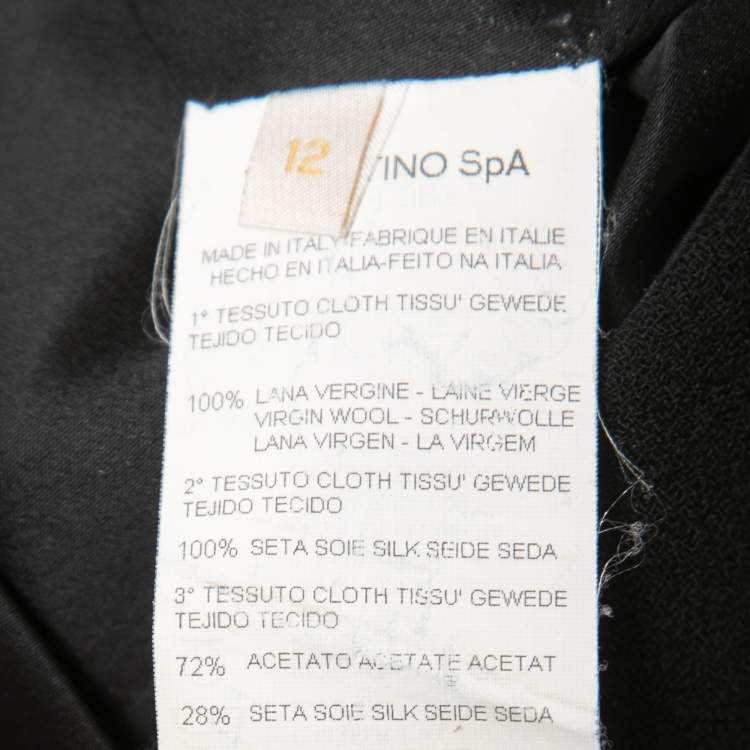 12
TINO SpA
MADE IN ITALY FABRIQUE EN ITALIE
HECHO EN ITALIA-FEITO NA ITALIA
1° TESSUTO CLOTH TISSU' GEWEDE
TEJIDO TECIDO
100% LANA VERGINE - LAINE VIERGE
VIRGIN WOOL - SCHURWOLLE
LANA VIRGEN - LA VIRGEM
2° TESSUTO CLOTH TISSU' GEWEDE
TEJIDO TECIDO
100% SETA SOIE SILK SEIDE SEDA
3° TESSUTO CLOTH TISSU' GEWEDE
TEJIDO TECIDO
72% ACETATO ACETATE ACETAT
28% SETA SOIE SILK SEIDE SEDA